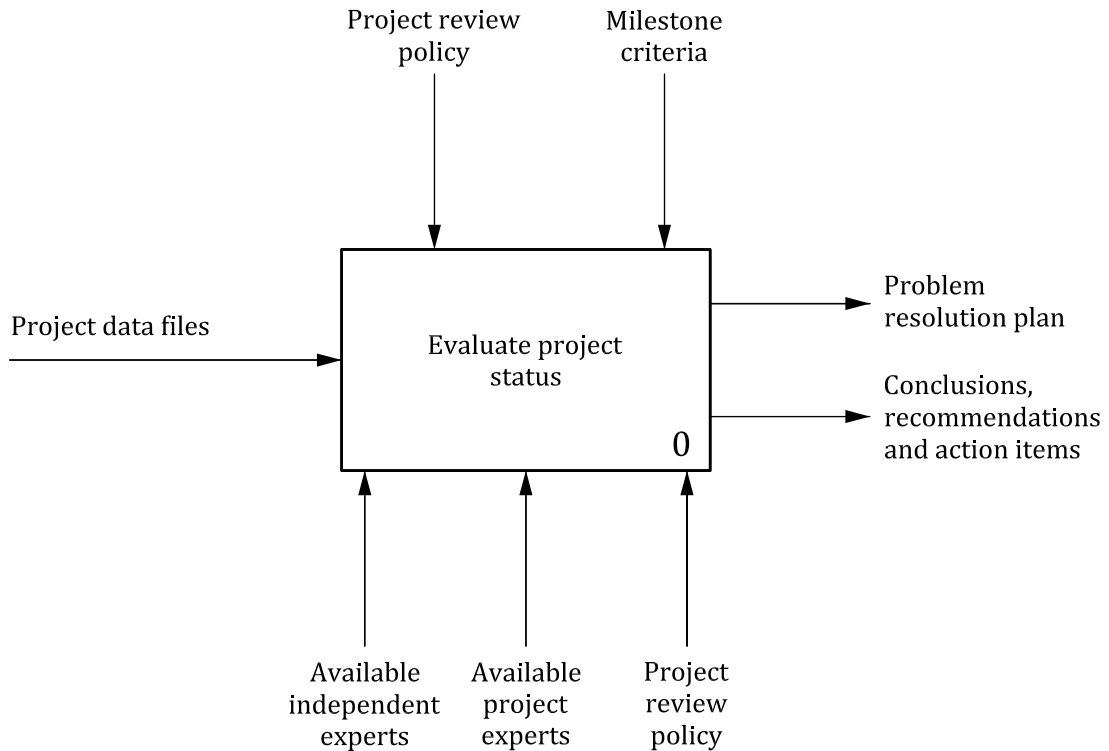 Project review
policy
Milestone
criteria
Project data files
Evaluate project
status
0
Problem
resolution plan
Conclusions,
recommendations
and action items
Available
independent
experts
Available
project
experts
Project
review
policy